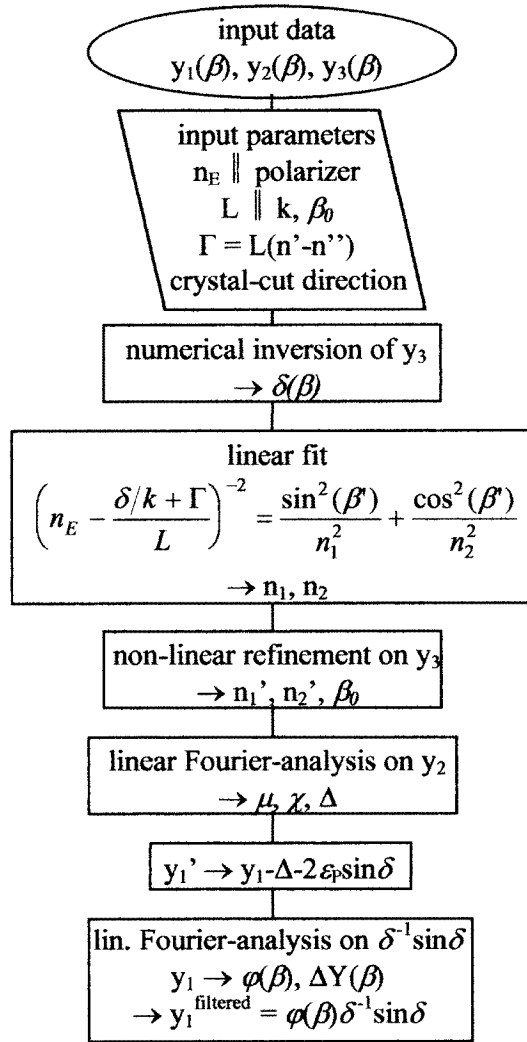 input data
y₁(β), y₂(β), y₃(β)
input parameters
n_E ∥ polarizer
L ∥ k, β₀
Γ = L(n'-n'')
crystal-cut direction
numerical inversion of y₃
→ δ(β)
linear fit
(n_E − (δ/k + Γ)/L)⁻² = sin²(β')/n₁² + cos²(β')/n₂²
→ n₁, n₂
non-linear refinement on y₃
→ n₁', n₂', β₀
linear Fourier-analysis on y₂
→ μ, χ, Δ
y₁' → y₁-Δ-2ε_P sinδ
lin. Fourier-analysis on δ⁻¹sinδ
y₁ → φ(β), ΔY(β)
→ y₁^filtered = φ(β)δ⁻¹sinδ